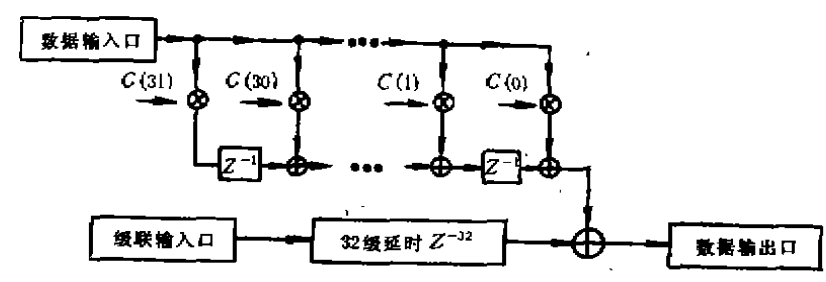 数据输入口
C(31) C(30) ••• C(1) C(0)
Z⁻¹ ••• Z⁻¹
级联输入口 32级延时 Z⁻³² 数据输出口